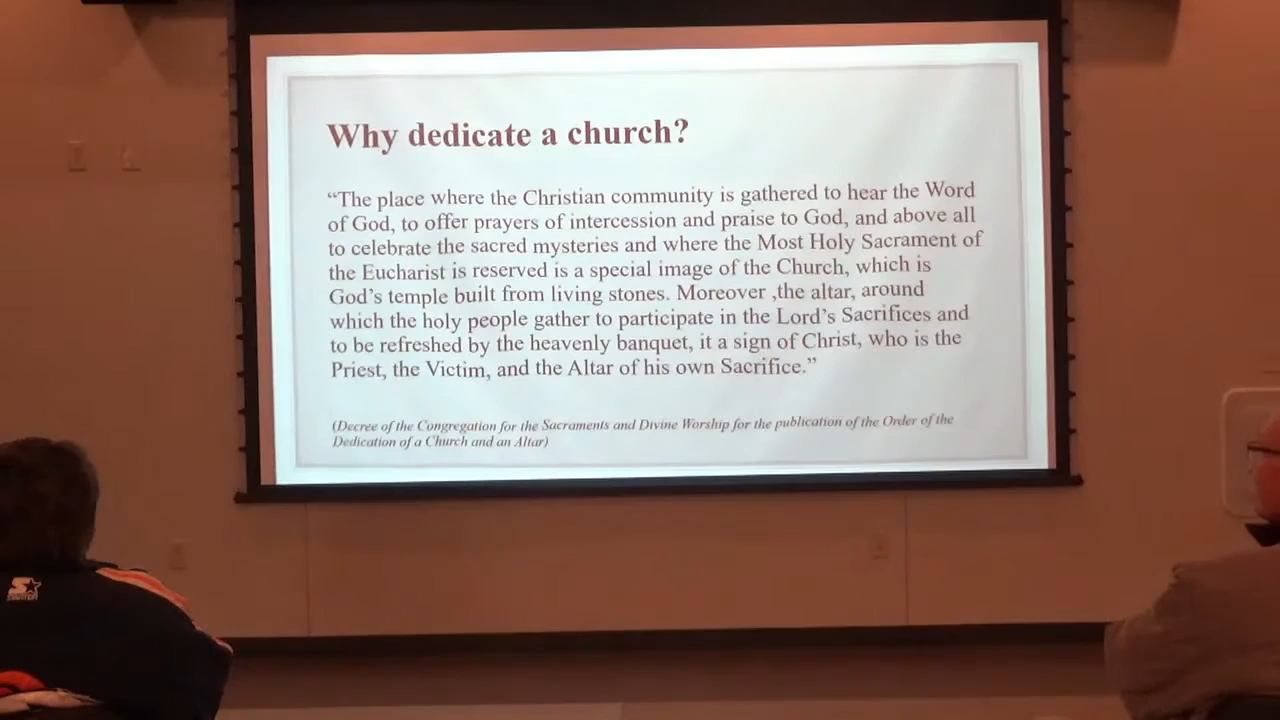 Why dedicate a church?
“The place where the Christian community is gathered to hear the Word
of God, to offer prayers of intercession and praise to God, and above all
to celebrate the sacred mysteries and where the Most Holy Sacrament of
the Eucharist is reserved is a special image of the Church, which is
God’s temple built from living stones. Moreover ,the altar, around
which the holy people gather to participate in the Lord’s Sacrifices and
to be refreshed by the heavenly banquet, it a sign of Christ, who is the
Priest, the Victim, and the Altar of his own Sacrifice.”
(Decree of the Congregation for the Sacraments and Divine Worship for the publication of the Order of the
Dedication of a Church and an Altar)